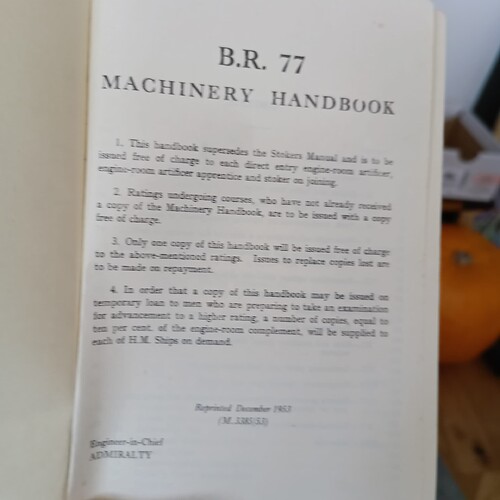 B.R. 77
MACHINERY HANDBOOK
1. This handbook supersedes the Stokers Manual and is to be
issued free of charge to each direct entry engine-room artificer,
engine-room artificer apprentice and stoker on joining.
2. Ratings undergoing courses, who have not already received
a copy of the Machinery Handbook, are to be issued with a copy
free of charge.
3. Only one copy of this handbook will be issued free of charge
to the above-mentioned ratings. Issues to replace copies lost are
to be made on repayment.
4. In order that a copy of this handbook may be issued on
temporary loan to men who are preparing to take an examination
for advancement to a higher rating, a number of copies, equal to
ten per cent. of the engine-room complement, will be supplied to
each of H.M. Ships on demand.
Reprinted December 1953
(M. 3385/53)
Engineer-in-Chief
ADMIRALTY